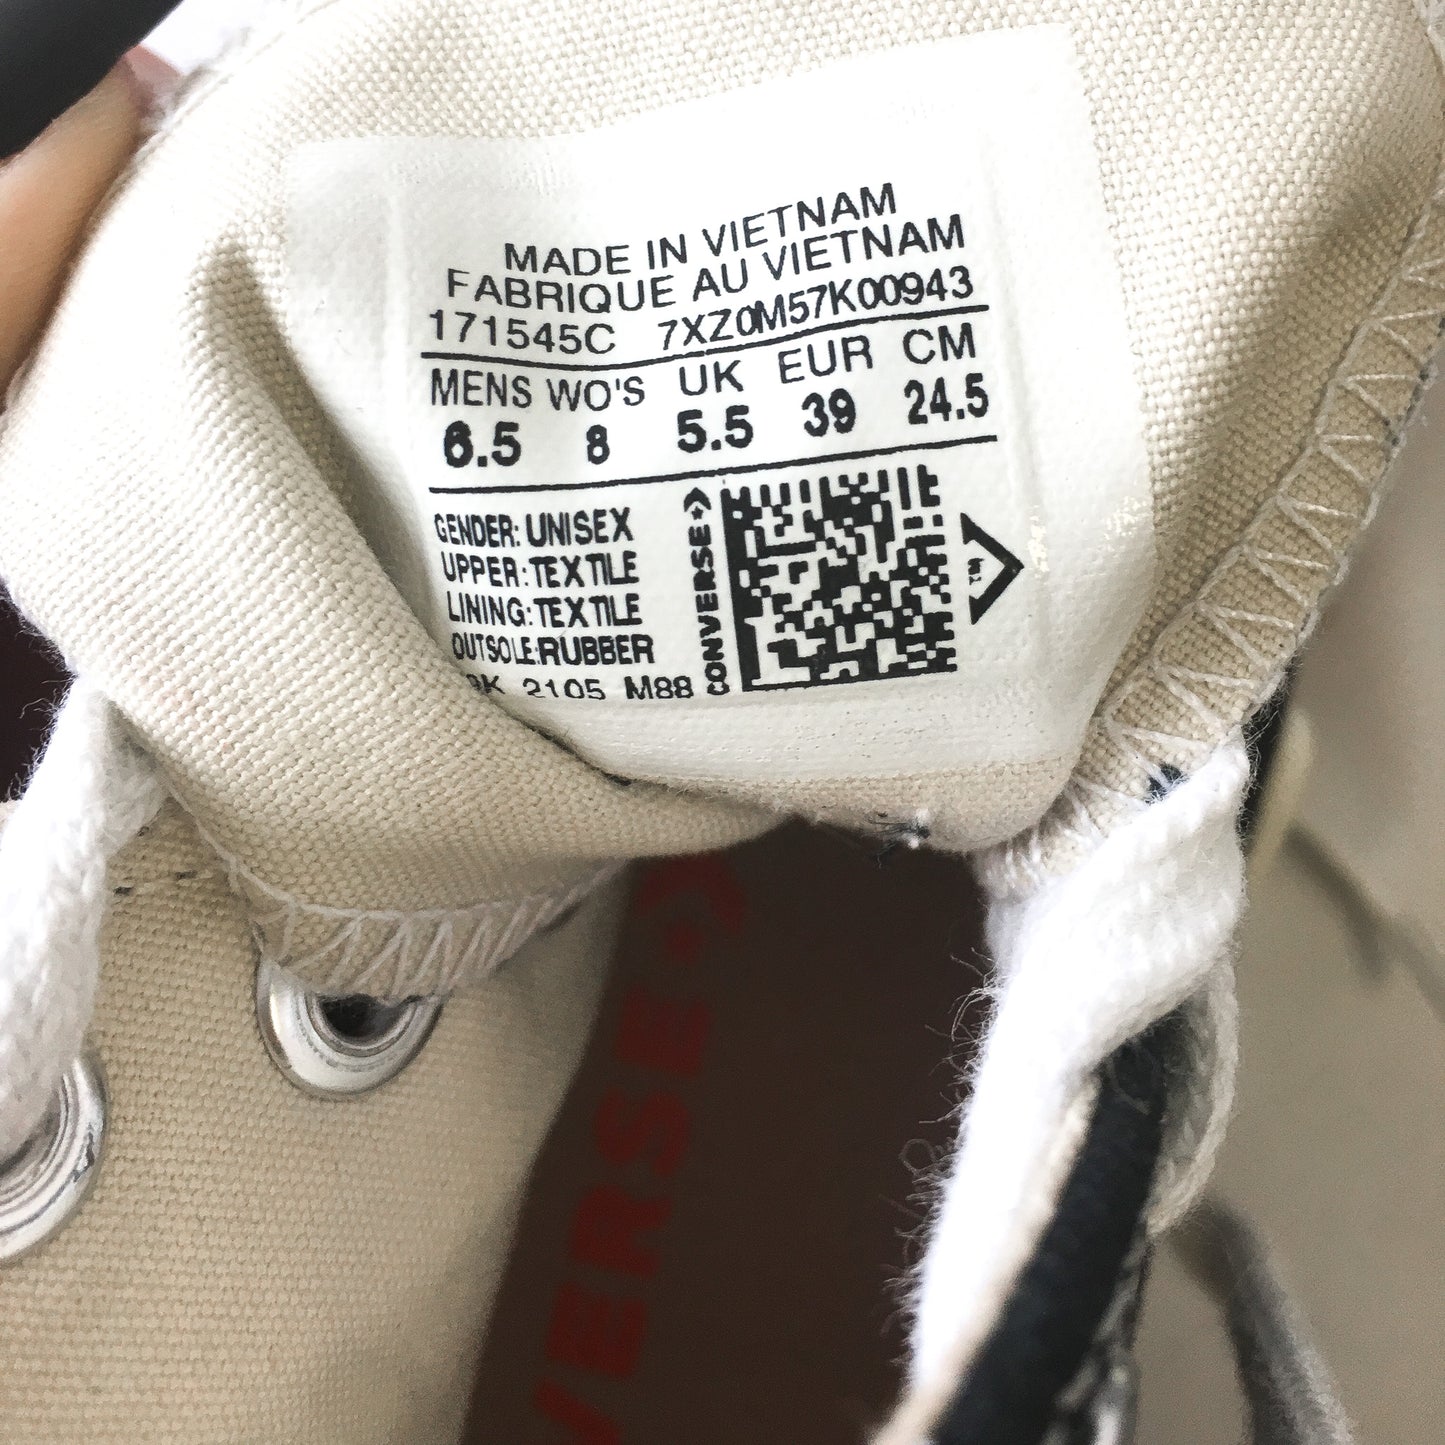 MADE IN VIETNAM
FABRIQUE AU VIETNAM
171545C 7XZ0M57K00943
MENS WO'S UK EUR CM
6.5 8 5.5 39 24.5
GENDER: UNISEX
UPPER: TEXTILE
LINING: TEXTILE
OUTSOLE: RUBBER
2105 M88
CONVERSE
TM
VERSE